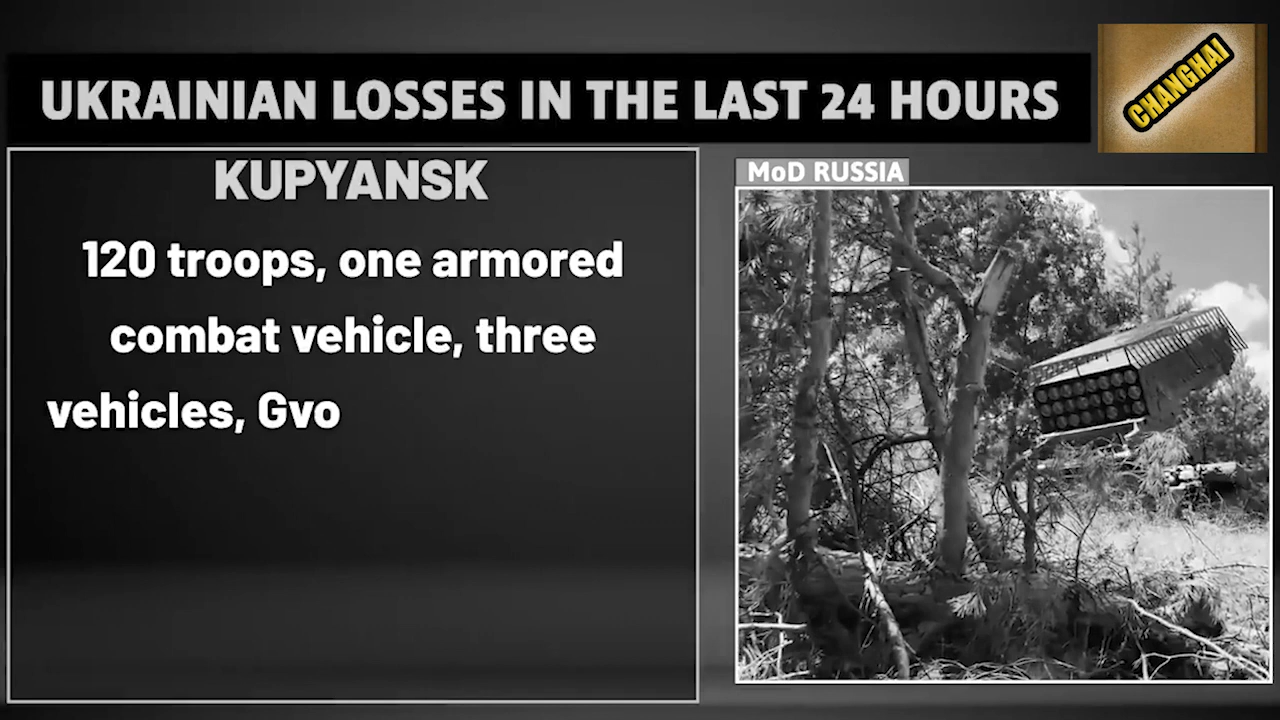 UKRAINIAN LOSSES IN THE LAST 24 HOURS
CHANGHAI
KUPYANSK
120 troops, one armored
combat vehicle, three
vehicles, Gvo
MoD RUSSIA